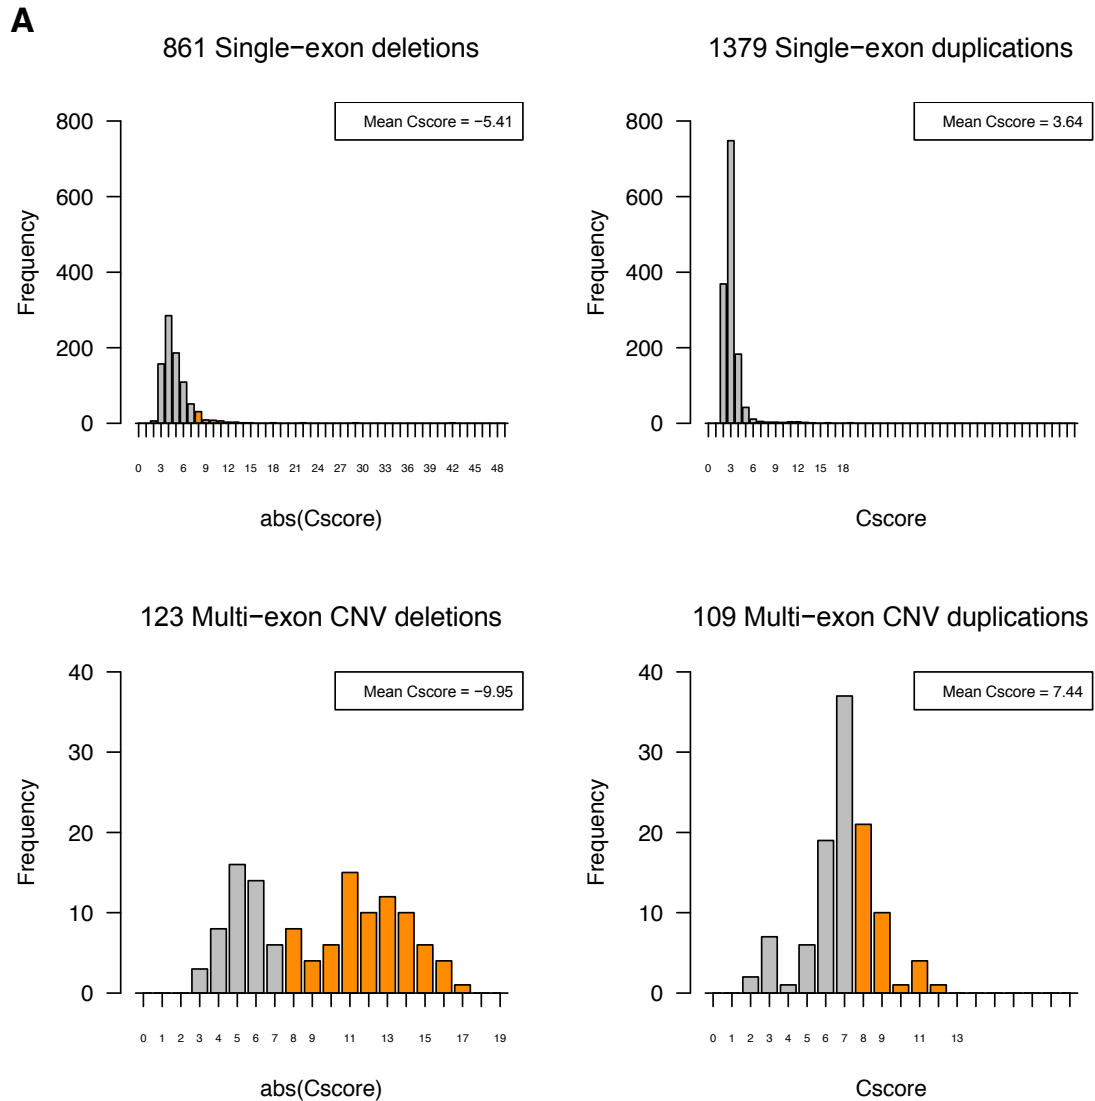 A
861 Single−exon deletions
Mean Cscore = −5.41
800
600
400
200
0
Frequency
0 3 6 9 12 15 18 21 24 27 30 33 36 39 42 45 48
abs(Cscore)
1379 Single−exon duplications
Mean Cscore = 3.64
800
600
400
200
0
Frequency
0 3 6 9 12 15 18
Cscore
123 Multi−exon CNV deletions
Mean Cscore = −9.95
40
30
20
10
0
Frequency
0 1 2 3 4 5 6 7 8 9 11 13 15 17 19
abs(Cscore)
109 Multi−exon CNV duplications
Mean Cscore = 7.44
40
30
20
10
0
Frequency
0 1 2 3 4 5 6 7 8 9 11 13
Cscore